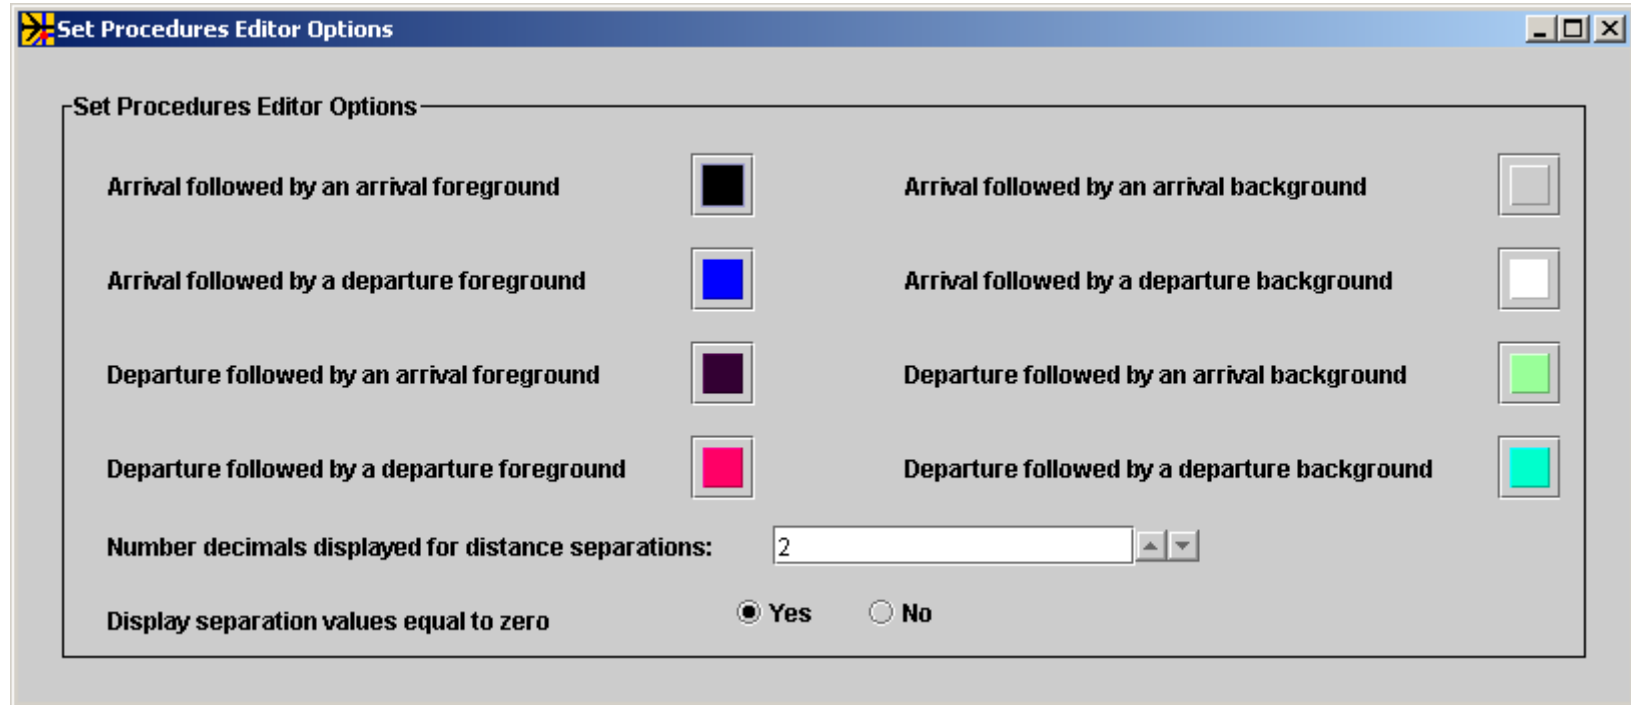 Set Procedures Editor Options
Set Procedures Editor Options
Arrival followed by an arrival foreground
Arrival followed by an arrival background
Arrival followed by a departure foreground
Arrival followed by a departure background
Departure followed by an arrival foreground
Departure followed by an arrival background
Departure followed by a departure foreground
Departure followed by a departure background
Number decimals displayed for distance separations: 2
Display separation values equal to zero Yes No